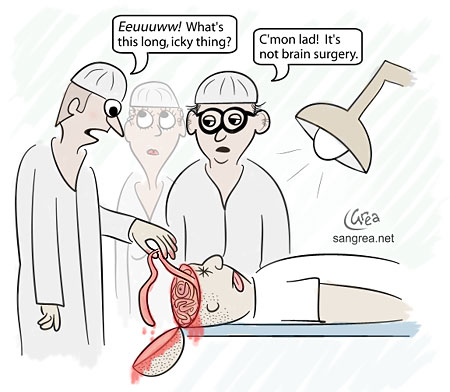 Eeuuuww! What's
this long, icky thing?
C'mon lad! It's
not brain surgery.
Grea
sangrea.net